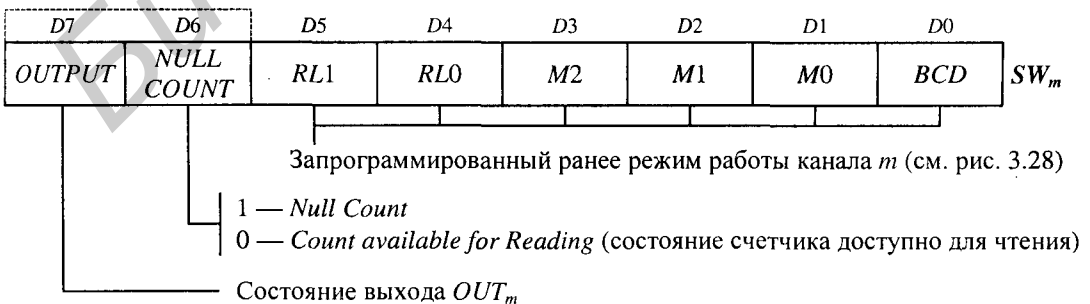 D7 D6 D5 D4 D3 D2 D1 D0
OUTPUT NULL COUNT RL1 RL0 M2 M1 M0 BCD SWm
Запрограммированный ранее режим работы канала m (см. рис. 3.28)
1 — Null Count
0 — Count available for Reading (состояние счетчика доступно для чтения)
Состояние выхода OUTm